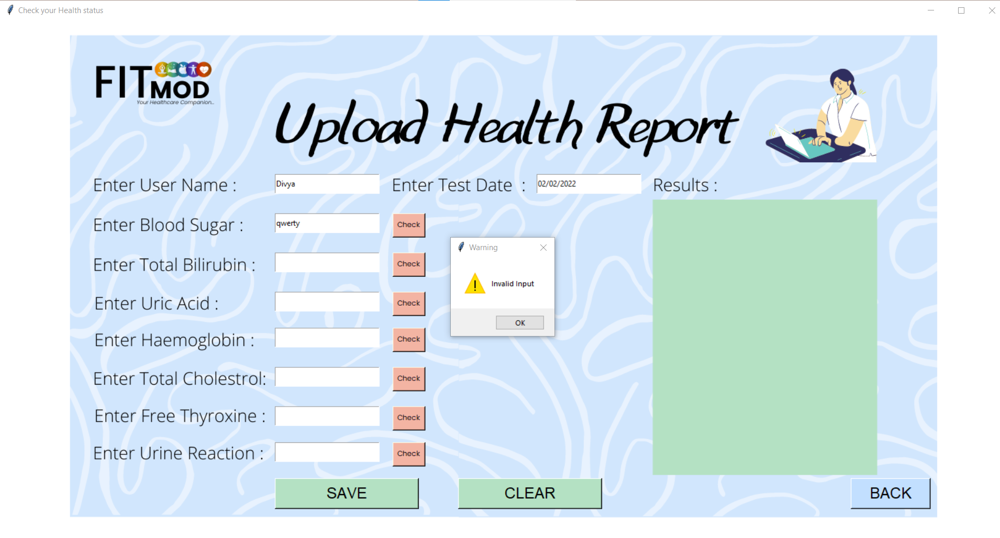 Check your Health status
FIT MOD
Your Healthcare Companion..
Upload Health Report
Enter User Name : Divya Enter Test Date : 02/02/2022 Results :
Enter Blood Sugar : qwerty Check
Warning
Enter Total Bilirubin : Check
Invalid Input
Enter Uric Acid : Check
OK
Enter Haemoglobin : Check
Enter Total Cholestrol: Check
Enter Free Thyroxine : Check
Enter Urine Reaction : Check
SAVE CLEAR BACK